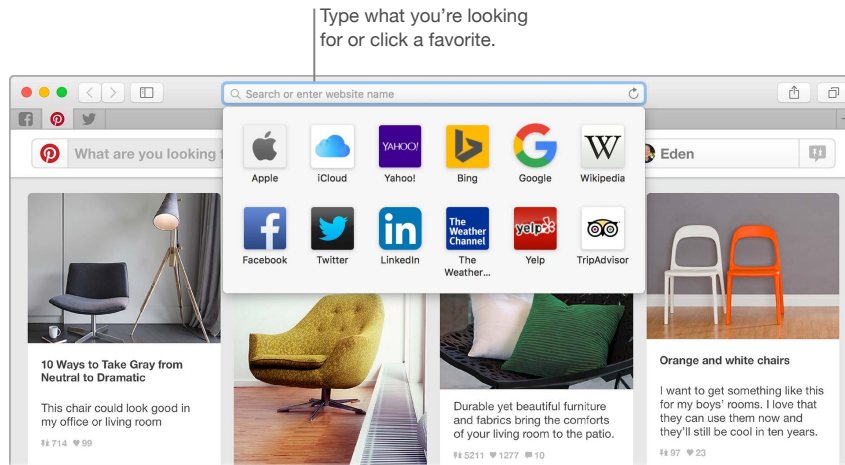 Type what you're looking
for or click a favorite.
Search or enter website name
What are you looking f
Eden
YAHOO!
W
Apple
iCloud
Yahoo!
Bing
Google
Wikipedia
in
The
Weather
Channel
yelp
Facebook
Twitter
LinkedIn
The
Weather...
Yelp
TripAdvisor
10 Ways to Take Gray from
Neutral to Dramatic
This chair could look good in
my office or living room
714 99
Durable yet beautiful furniture
and fabrics bring the comforts
of your living room to the patio.
5211 1277 10
Orange and white chairs
I want to get something like this
for my boys' rooms. I love that
they can use them now and
they'll still be cool in ten years.
97 23